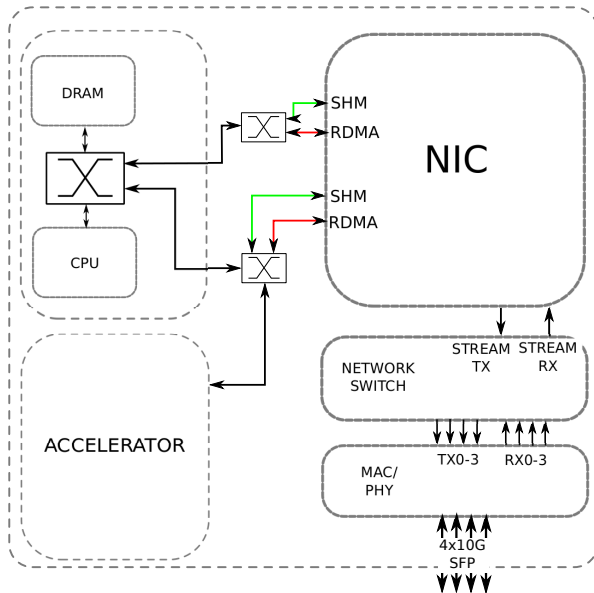 DRAM
CPU
ACCELERATOR
SHM
RDMA
NIC
SHM
RDMA
STREAM STREAM
TX RX
NETWORK
SWITCH
TX0-3 RX0-3
MAC/
PHY
4x10G
SFP